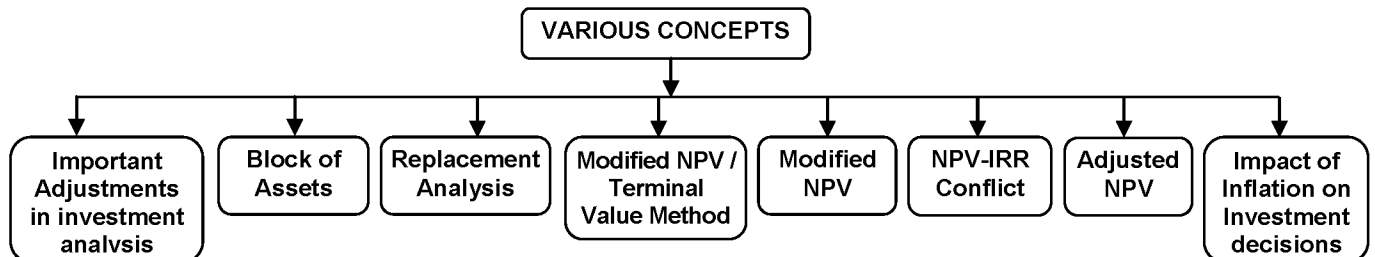 VARIOUS CONCEPTS
Important
Adjustments
in investment
analysis
Block of
Assets
Replacement
Analysis
Modified NPV /
Terminal
Value Method
Modified
NPV
NPV-IRR
Conflict
Adjusted
NPV
Impact of
Inflation on
Investment
decisions